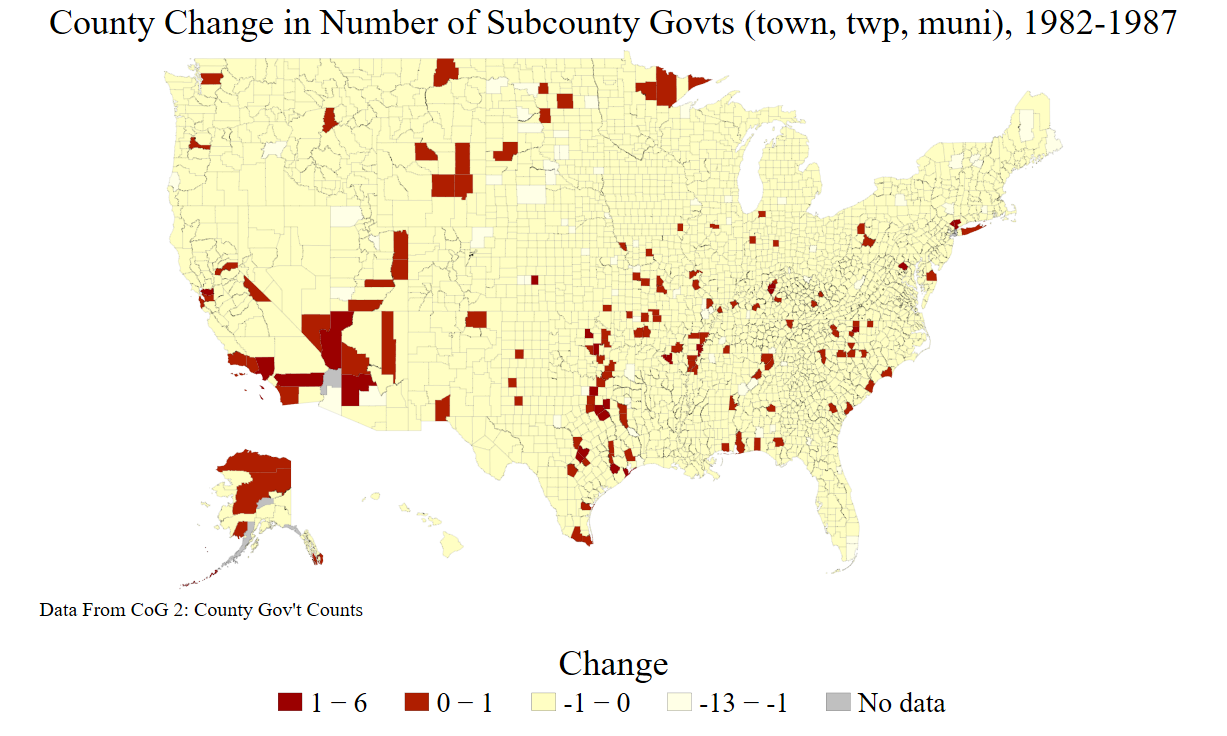 County Change in Number of Subcounty Govts (town, twp, muni), 1982-1987
Data From CoG 2: County Gov't Counts
Change
1 − 6
0 − 1
-1 − 0
-13 − -1
No data